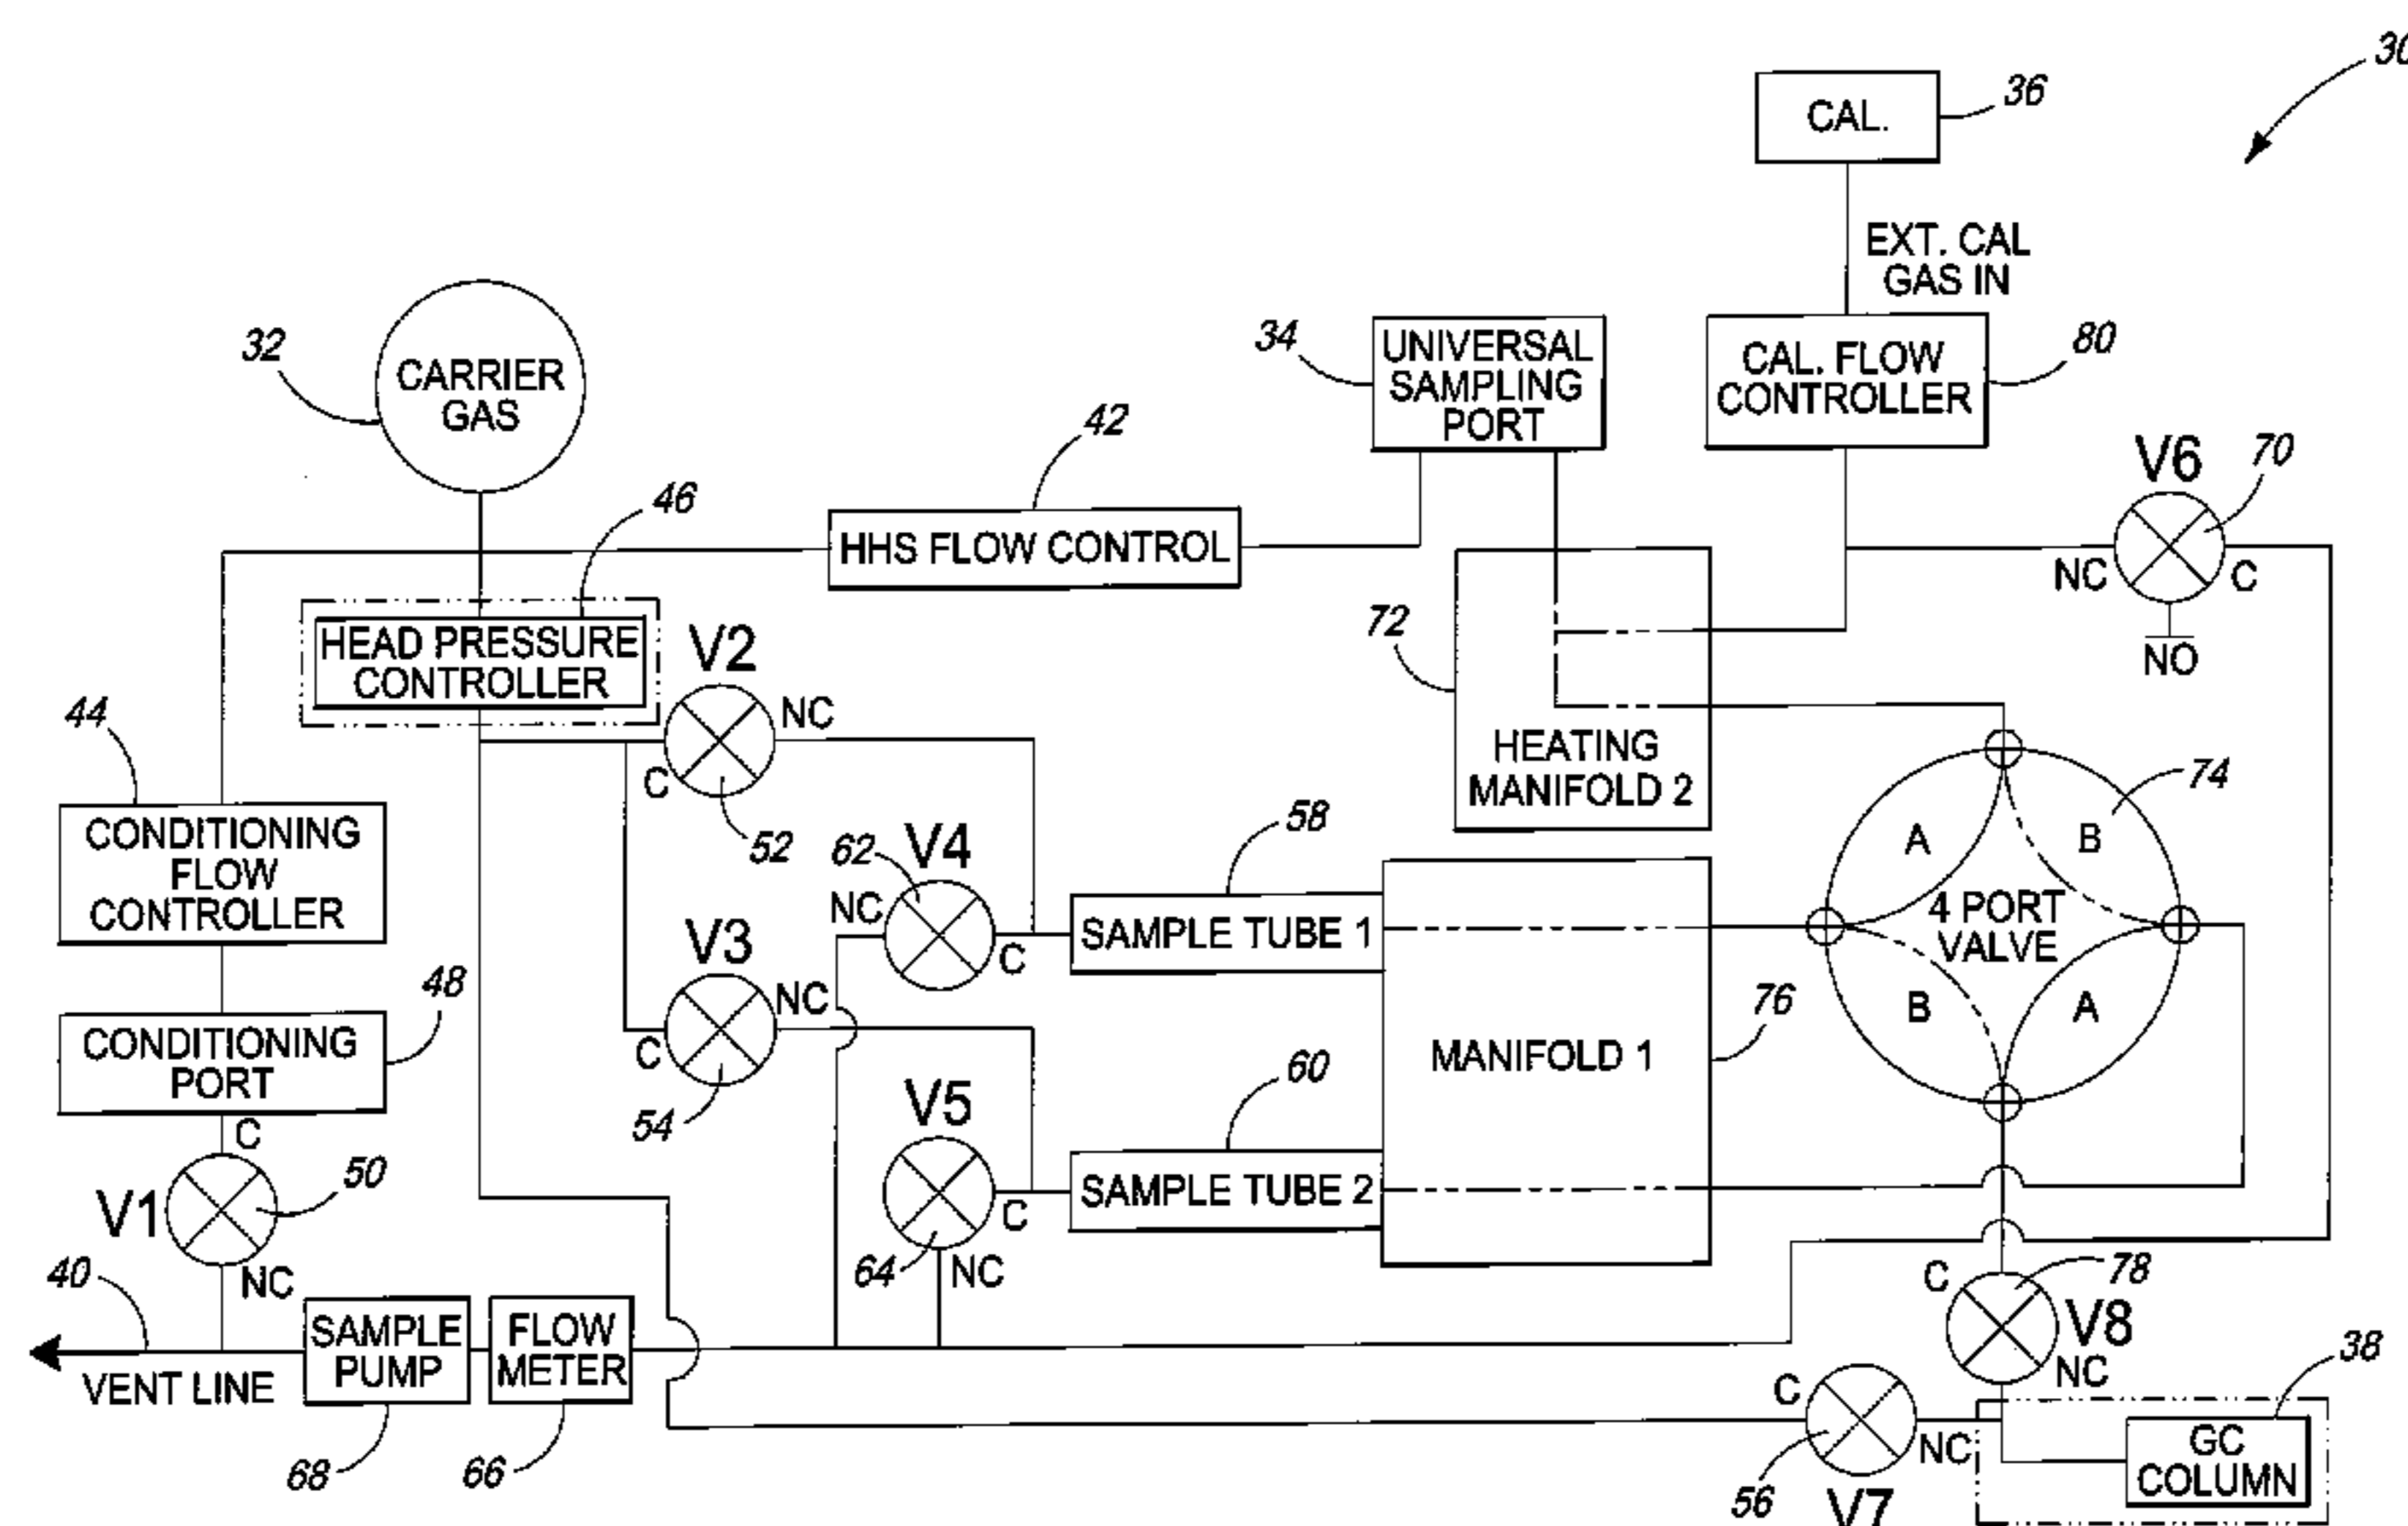 30
CAL.
36
EXT. CAL
GAS IN
32
CARRIER
GAS
34
UNIVERSAL
SAMPLING
PORT
CAL. FLOW
CONTROLLER
80
42
V6
70
46
HHS FLOW CONTROL
NC
C
NO
HEAD PRESSURE
CONTROLLER
V2
72
44
NC
C
52
HEATING
MANIFOLD 2
74
CONDITIONING
FLOW
CONTROLLER
62
V4
58
A
B
NC
C
SAMPLE TUBE 1
4 PORT
VALVE
V3
48
NC
C
54
CONDITIONING
PORT
MANIFOLD 1
76
B
A
V5
60
C
V1
50
C
SAMPLE TUBE 2
64
NC
40
NC
C
78
V8
SAMPLE
PUMP
FLOW
METER
VENT LINE
NC
38
C
68
66
NC
56
V7
GC
COLUMN